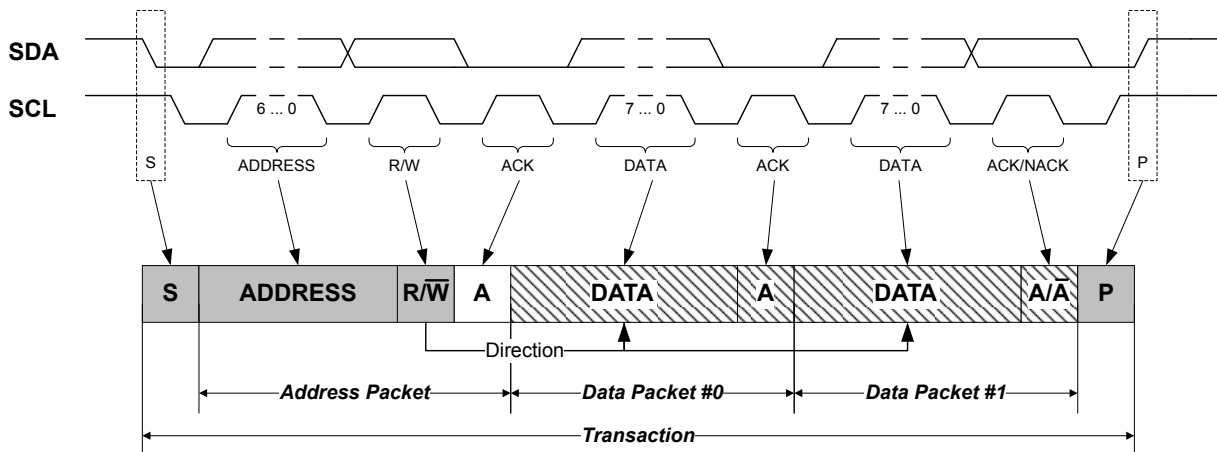 SDA
SCL
6 ... 0
7 ... 0
7 ... 0
S
ADDRESS
R/W
ACK
DATA
ACK
DATA
ACK/NACK
P
S
ADDRESS
R/W̅
A
DATA
A
DATA
A/A̅
P
Direction
Address Packet
Data Packet #0
Data Packet #1
Transaction